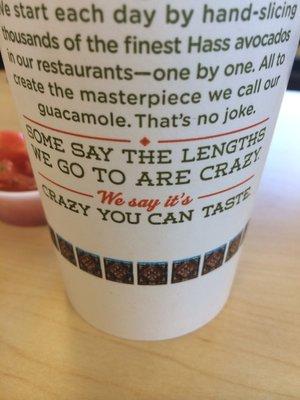 We start each day by hand-slicing
thousands of the finest Hass avocados
in our restaurants—one by one. All to
create the masterpiece we call our
guacamole. That's no joke.
SOME SAY THE LENGTHS
WE GO TO ARE CRAZY.
We say it's
CRAZY YOU CAN TASTE.